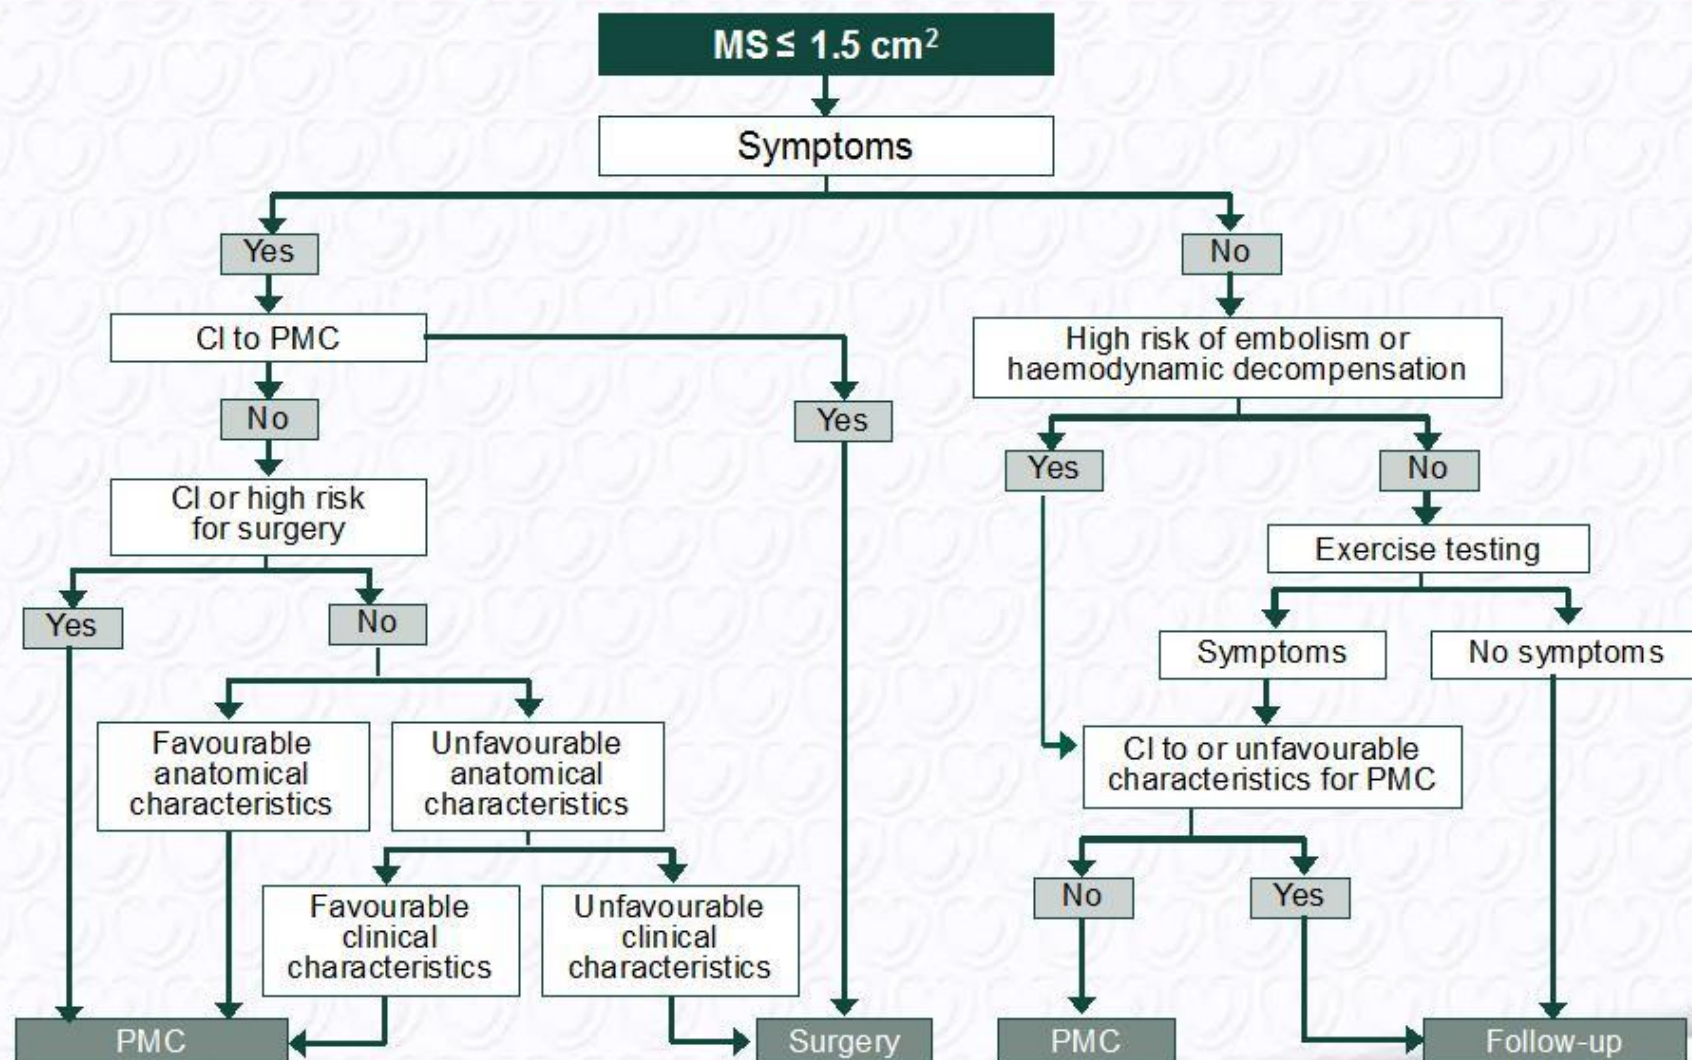 MS ≤ 1.5 cm²
Symptoms
Yes
No
CI to PMC
High risk of embolism or
haemodynamic decompensation
No
Yes
Yes
No
CI or high risk
for surgery
Exercise testing
Yes
No
Symptoms
No symptoms
Favourable
anatomical
characteristics
Unfavourable
anatomical
characteristics
CI to or unfavourable
characteristics for PMC
Favourable
clinical
characteristics
Unfavourable
clinical
characteristics
No
Yes
PMC
Surgery
PMC
Follow-up